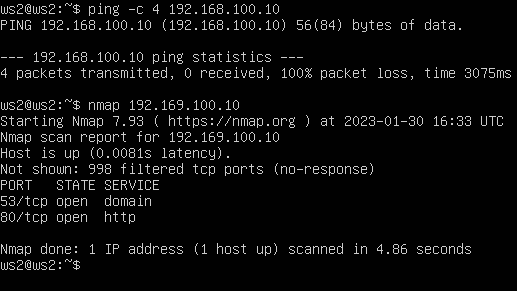 ws2@ws2:~$ ping -c 4 192.168.100.10
PING 192.168.100.10 (192.168.100.10) 56(84) bytes of data.
--- 192.168.100.10 ping statistics ---
4 packets transmitted, 0 received, 100% packet loss, time 3075ms
ws2@ws2:~$ nmap 192.169.100.10
Starting Nmap 7.93 ( https://nmap.org ) at 2023-01-30 16:33 UTC
Nmap scan report for 192.169.100.10
Host is up (0.0081s latency).
Not shown: 998 filtered tcp ports (no-response)
PORT   STATE SERVICE
53/tcp open  domain
80/tcp open  http
Nmap done: 1 IP address (1 host up) scanned in 4.86 seconds
ws2@ws2:~$